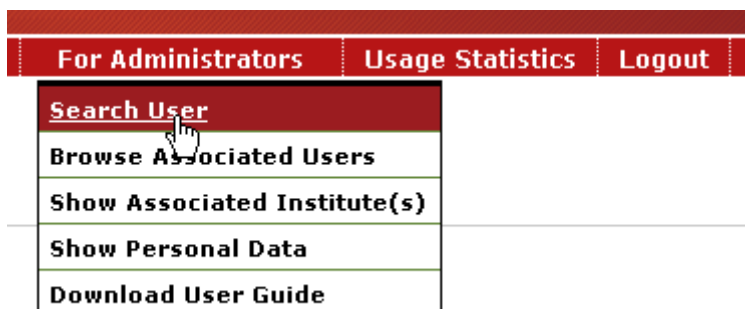 For Administrators Usage Statistics Logout
Search User
Browse Associated Users
Show Associated Institute(s)
Show Personal Data
Download User Guide